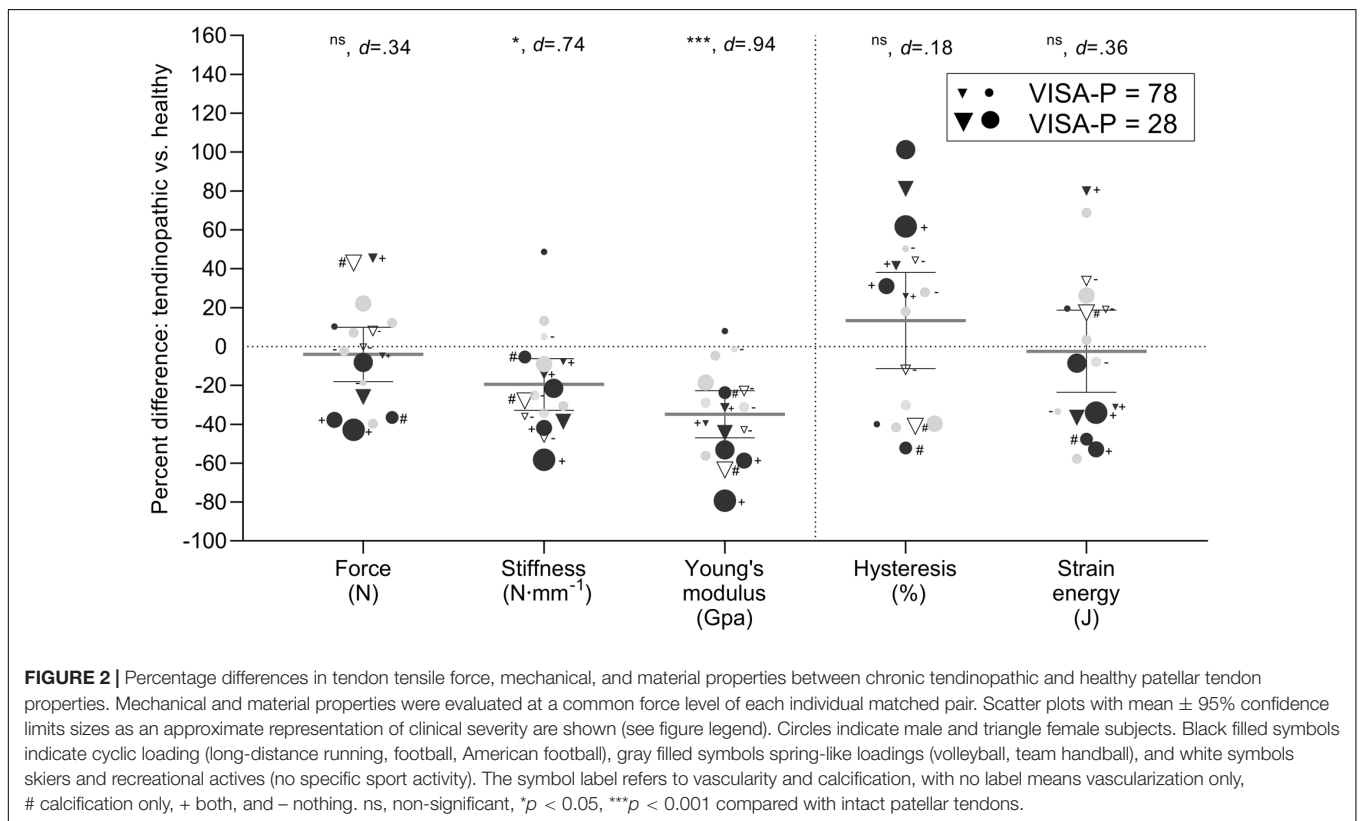 160
140
120
100
80
60
40
20
0
-20
-40
-60
-80
-100
Percent difference: tendinopathic vs. healthy
ns, d=.34
*, d=.74
***, d=.94
ns, d=.18
ns, d=.36
VISA-P = 78
VISA-P = 28
Force
(N)
Stiffness
(N·mm-1)
Young's
modulus
(Gpa)
Hysteresis
(%)
Strain
energy
(J)
FIGURE 2 | Percentage differences in tendon tensile force, mechanical, and material properties between chronic tendinopathic and healthy patellar tendon
properties. Mechanical and material properties were evaluated at a common force level of each individual matched pair. Scatter plots with mean ± 95% confidence
limits sizes as an approximate representation of clinical severity are shown (see figure legend). Circles indicate male and triangle female subjects. Black filled symbols
indicate cyclic loading (long-distance running, football, American football), gray filled symbols spring-like loadings (volleyball, team handball), and white symbols
skiers and recreational actives (no specific sport activity). The symbol label refers to vascularity and calcification, with no label means vascularization only,
# calcification only, + both, and – nothing. ns, non-significant, *p < 0.05, ***p < 0.001 compared with intact patellar tendons.